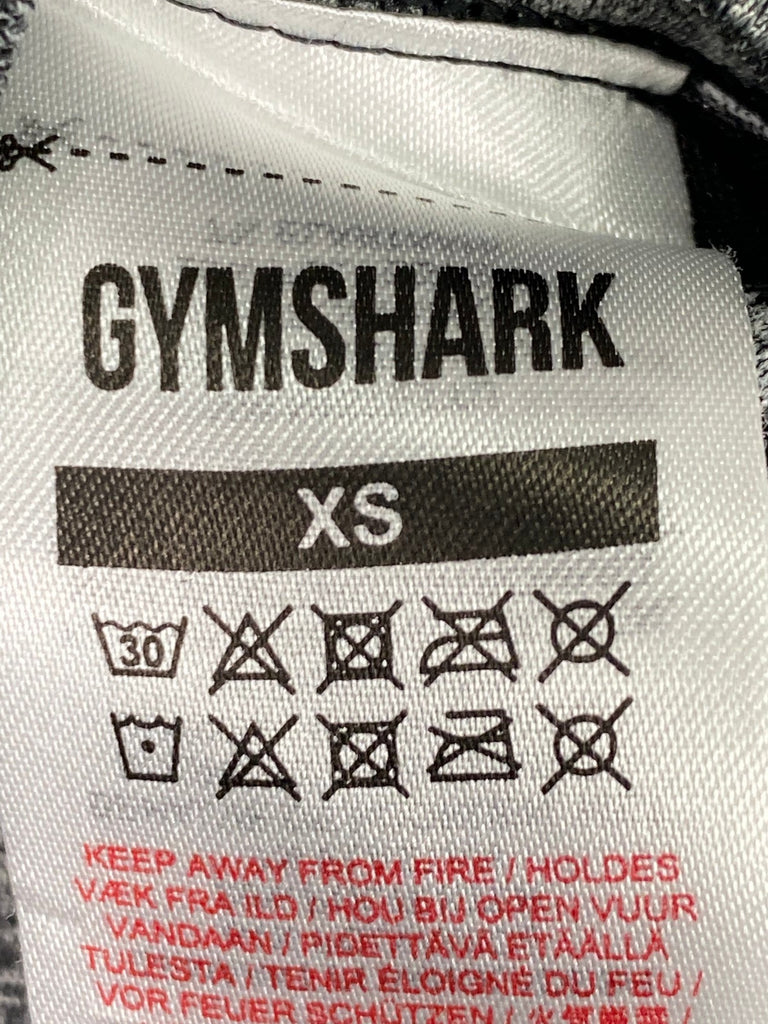 GYMSHARK
XS
30
KEEP AWAY FROM FIRE / HOLDES
VÆK FRA ILD / HOU BIJ OPEN VUUR
VANDAAN / PIDETTÄVÄ ETÄÄLLÄ
TULESTA / TENIR ÉLOIGNÉ DU FEU /
VOR FEUER SCHÜTZEN /